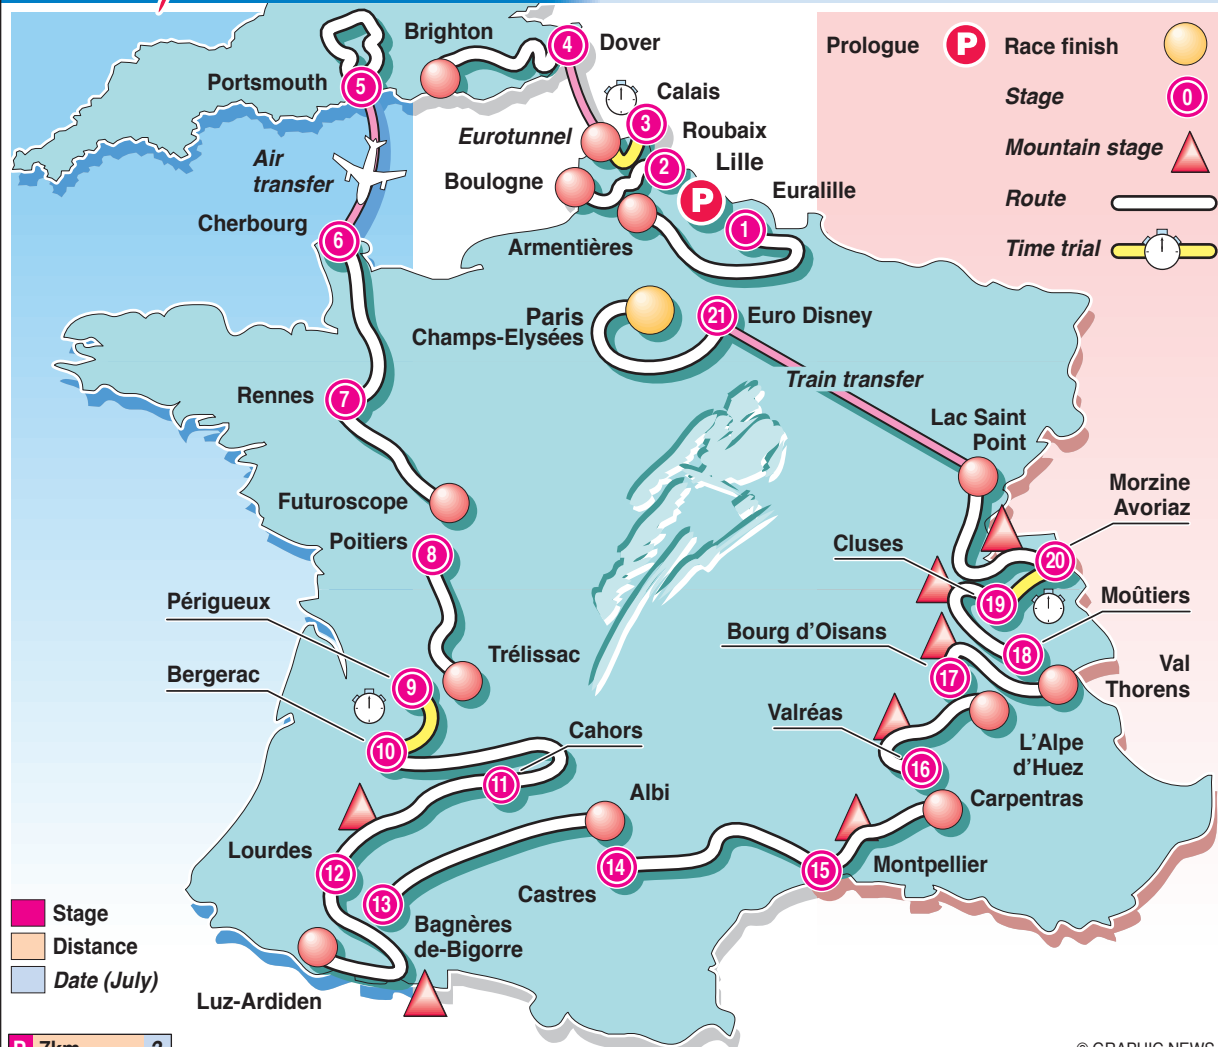 Brighton
4
Dover
Portsmouth
5
Prologue
P
Race finish
Stage
0
Mountain stage
Route
Time trial
Calais
3
Roubaix
Eurotunnel
2
Lille
Boulogne
P
Euralille
1
Armentières
Air
transfer
Cherbourg
6
Paris
Champs-Elysées
21
Euro Disney
Train transfer
Rennes
7
Lac Saint
Point
Futuroscope
Poitiers
8
Morzine
Avoriaz
Cluses
20
19
Moûtiers
Périgueux
Bourg d’Oisans
18
Trélissac
17
Val
Thorens
Bergerac
9
10
Cahors
Valréas
11
16
L’Alpe
d’Huez
Albi
Carpentras
Lourdes
12
14
15
Montpellier
Castres
13
Bagnères
de-Bigorre
Luz-Ardiden
Stage
Distance
Date (July)